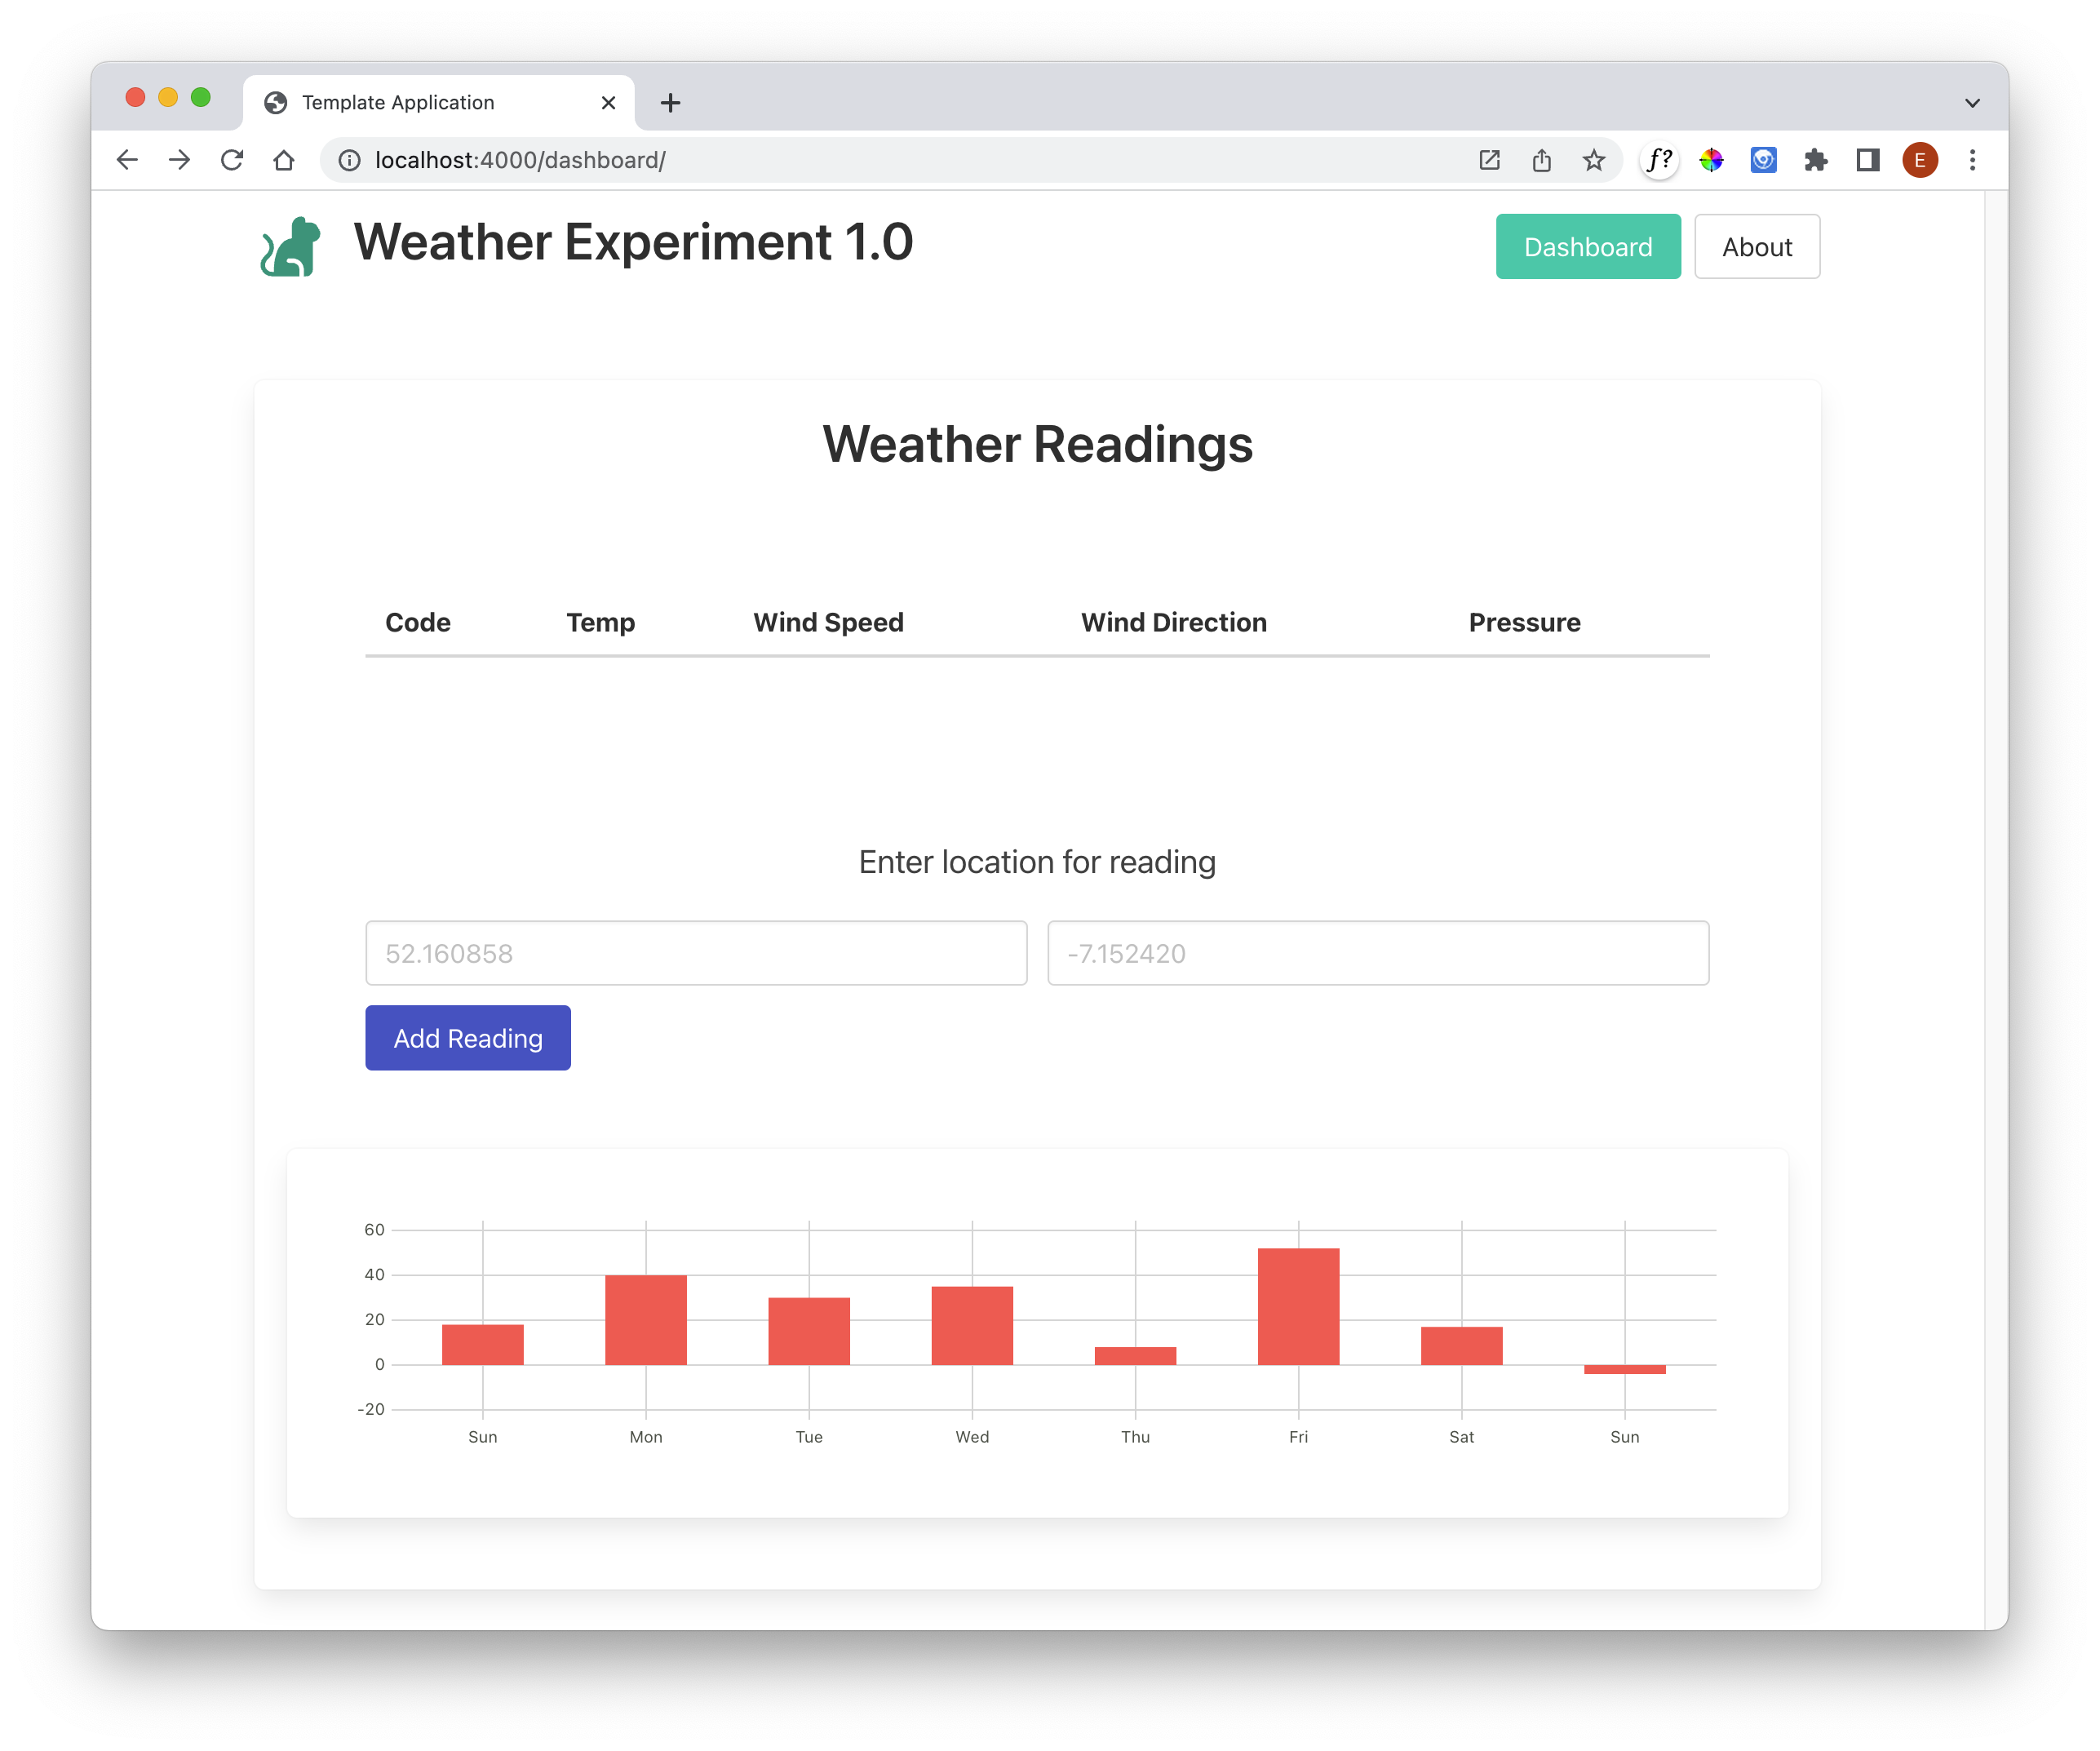 Template Application
localhost:4000/dashboard/
f?
E
Weather Experiment 1.0
Dashboard
About
Weather Readings
Code Temp Wind Speed Wind Direction Pressure
Enter location for reading
52.160858
-7.152420
Add Reading
60
40
20
0
-20
Sun Mon Tue Wed Thu Fri Sat Sun